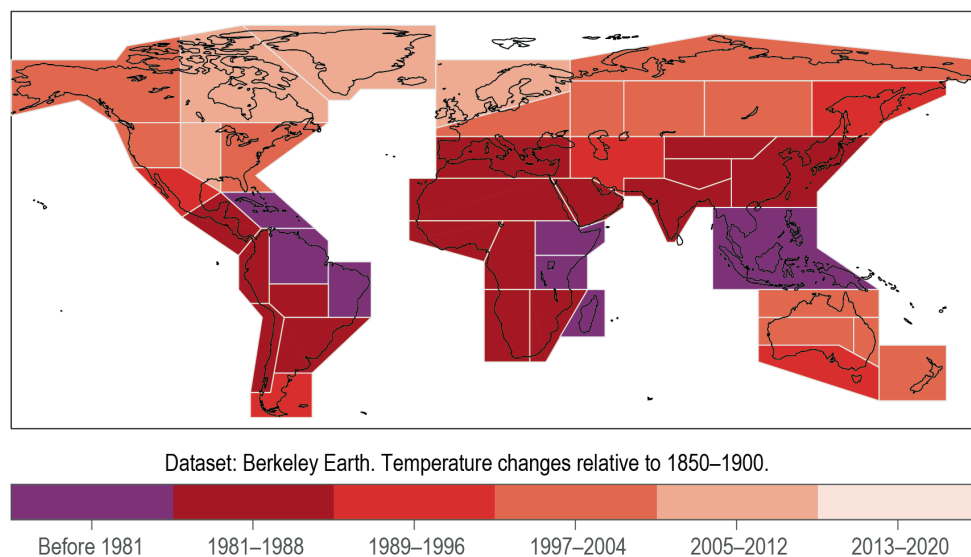 Dataset: Berkeley Earth. Temperature changes relative to 1850–1900.
Before 1981 1981–1988 1989–1996 1997–2004 2005–2012 2013–2020